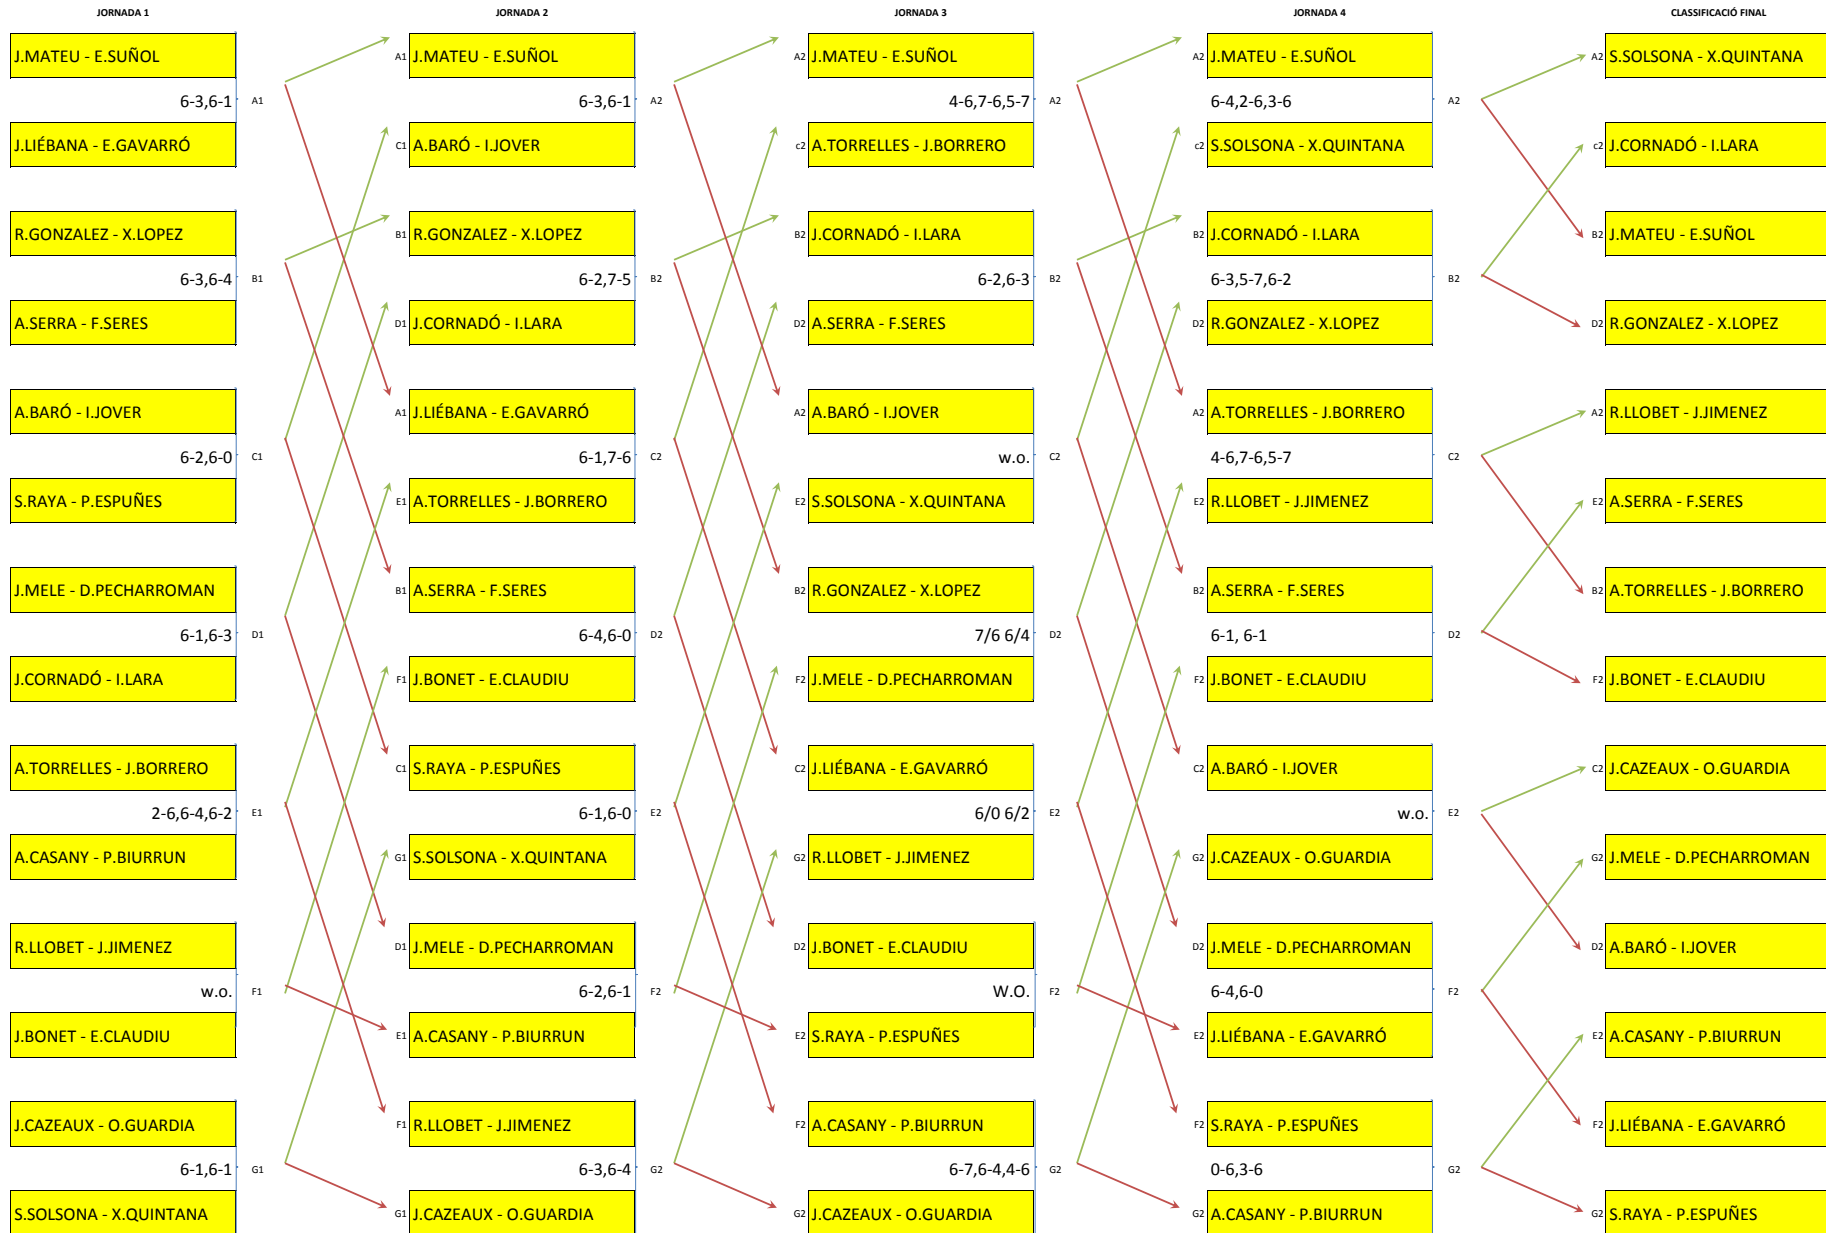 JORNADA 1 JORNADA 2 JORNADA 3 JORNADA 4 CLASSIFICACIÓ FINAL
J.MATEU - E.SUÑOL A1 J.MATEU - E.SUÑOL A2 J.MATEU - E.SUÑOL A2 J.MATEU - E.SUÑOL A2 S.SOLSONA - X.QUINTANA
6-3,6-1 A1 6-3,6-1 A2 4-6,7-6,5-7 A2 6-4,2-6,3-6 A2
J.LIÉBANA - E.GAVARRÓ C1 A.BARÓ - I.JOVER c2 A.TORRELLES - J.BORRERO c2 S.SOLSONA - X.QUINTANA c2 J.CORNADÓ - I.LARA
R.GONZALEZ - X.LOPEZ B1 R.GONZALEZ - X.LOPEZ B2 J.CORNADÓ - I.LARA B2 J.CORNADÓ - I.LARA B2 J.MATEU - E.SUÑOL
6-3,6-4 B1 6-2,7-5 B2 6-2,6-3 B2 6-3,5-7,6-2 B2
A.SERRA - F.SERES D1 J.CORNADÓ - I.LARA D2 A.SERRA - F.SERES D2 R.GONZALEZ - X.LOPEZ D2 R.GONZALEZ - X.LOPEZ
A.BARÓ - I.JOVER A1 J.LIÉBANA - E.GAVARRÓ A2 A.BARÓ - I.JOVER A2 A.TORRELLES - J.BORRERO A2 R.LLOBET - J.JIMENEZ
6-2,6-0 C1 6-1,7-6 C2 w.o. C2 4-6,7-6,5-7 C2
S.RAYA - P.ESPUÑES E1 A.TORRELLES - J.BORRERO E2 S.SOLSONA - X.QUINTANA E2 R.LLOBET - J.JIMENEZ E2 A.SERRA - F.SERES
J.MELE - D.PECHARROMAN B1 A.SERRA - F.SERES B2 R.GONZALEZ - X.LOPEZ B2 A.SERRA - F.SERES B2 A.TORRELLES - J.BORRERO
6-1,6-3 D1 6-4,6-0 D2 7/6 6/4 D2 6-1, 6-1 D2
J.CORNADÓ - I.LARA F1 J.BONET - E.CLAUDIU F2 J.MELE - D.PECHARROMAN F2 J.BONET - E.CLAUDIU F2 J.BONET - E.CLAUDIU
A.TORRELLES - J.BORRERO C1 S.RAYA - P.ESPUÑES C2 J.LIÉBANA - E.GAVARRÓ C2 A.BARÓ - I.JOVER C2 J.CAZEAUX - O.GUARDIA
2-6,6-4,6-2 E1 6-1,6-0 E2 6/0 6/2 E2 w.o. E2
A.CASANY - P.BIURRUN G1 S.SOLSONA - X.QUINTANA G2 R.LLOBET - J.JIMENEZ G2 J.CAZEAUX - O.GUARDIA G2 J.MELE - D.PECHARROMAN
R.LLOBET - J.JIMENEZ D1 J.MELE - D.PECHARROMAN D2 J.BONET - E.CLAUDIU D2 J.MELE - D.PECHARROMAN D2 A.BARÓ - I.JOVER
w.o. F1 6-2,6-1 F2 W.O. F2 6-4,6-0 F2
J.BONET - E.CLAUDIU E1 A.CASANY - P.BIURRUN E2 S.RAYA - P.ESPUÑES E2 J.LIÉBANA - E.GAVARRÓ E2 A.CASANY - P.BIURRUN
J.CAZEAUX - O.GUARDIA F1 R.LLOBET - J.JIMENEZ F2 A.CASANY - P.BIURRUN F2 S.RAYA - P.ESPUÑES F2 J.LIÉBANA - E.GAVARRÓ
6-1,6-1 G1 6-3,6-4 G2 6-7,6-4,4-6 G2 0-6,3-6 G2
S.SOLSONA - X.QUINTANA G1 J.CAZEAUX - O.GUARDIA G2 J.CAZEAUX - O.GUARDIA G2 A.CASANY - P.BIURRUN G2 S.RAYA - P.ESPUÑES